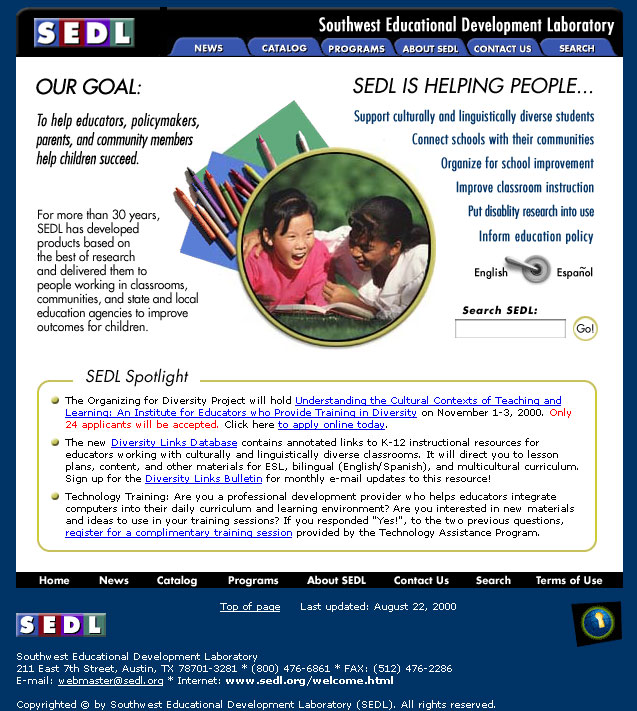 SEDL
Southwest Educational Development Laboratory
NEWS
CATALOG
PROGRAMS
ABOUT SEDL
CONTACT US
SEARCH
OUR GOAL:
To help educators, policymakers,
parents, and community members
help children succeed.
For more than 30 years,
SEDL has developed
products based on
the best of research
and delivered them to
people working in classrooms,
communities, and state and local
education agencies to improve
outcomes for children.
SEDL IS HELPING PEOPLE...
Support culturally and linguistically diverse students
Connect schools with their communities
Organize for school improvement
Improve classroom instruction
Put disablity research into use
Inform education policy
English
Español
Search SEDL:
Go!
SEDL Spotlight
The Organizing for Diversity Project will hold Understanding the Cultural Contexts of Teaching and
Learning: An Institute for Educators who Provide Training in Diversity on November 1-3, 2000. Only
24 applicants will be accepted. Click here to apply online today.
The new Diversity Links Database contains annotated links to K-12 instructional resources for
educators working with culturally and linguistically diverse classrooms. It will direct you to lesson
plans, content, and other materials for ESL, bilingual (English/Spanish), and multicultural curriculum.
Sign up for the Diversity Links Bulletin for monthly e-mail updates to this resource!
Technology Training: Are you a professional development provider who helps educators integrate
computers into their daily curriculum and learning environment? Are you interested in new materials
and ideas to use in your training sessions? If you responded "Yes!", to the two previous questions,
register for a complimentary training session provided by the Technology Assistance Program.
Home
News
Catalog
Programs
About SEDL
Contact Us
Search
Terms of Use
Top of page
Last updated: August 22, 2000
SEDL
Southwest Educational Development Laboratory
211 East 7th Street, Austin, TX 78701-3281 * (800) 476-6861 * FAX: (512) 476-2286
E-mail: webmaster@sedl.org * Internet: www.sedl.org/welcome.html
Copyrighted © by Southwest Educational Development Laboratory (SEDL). All rights reserved.